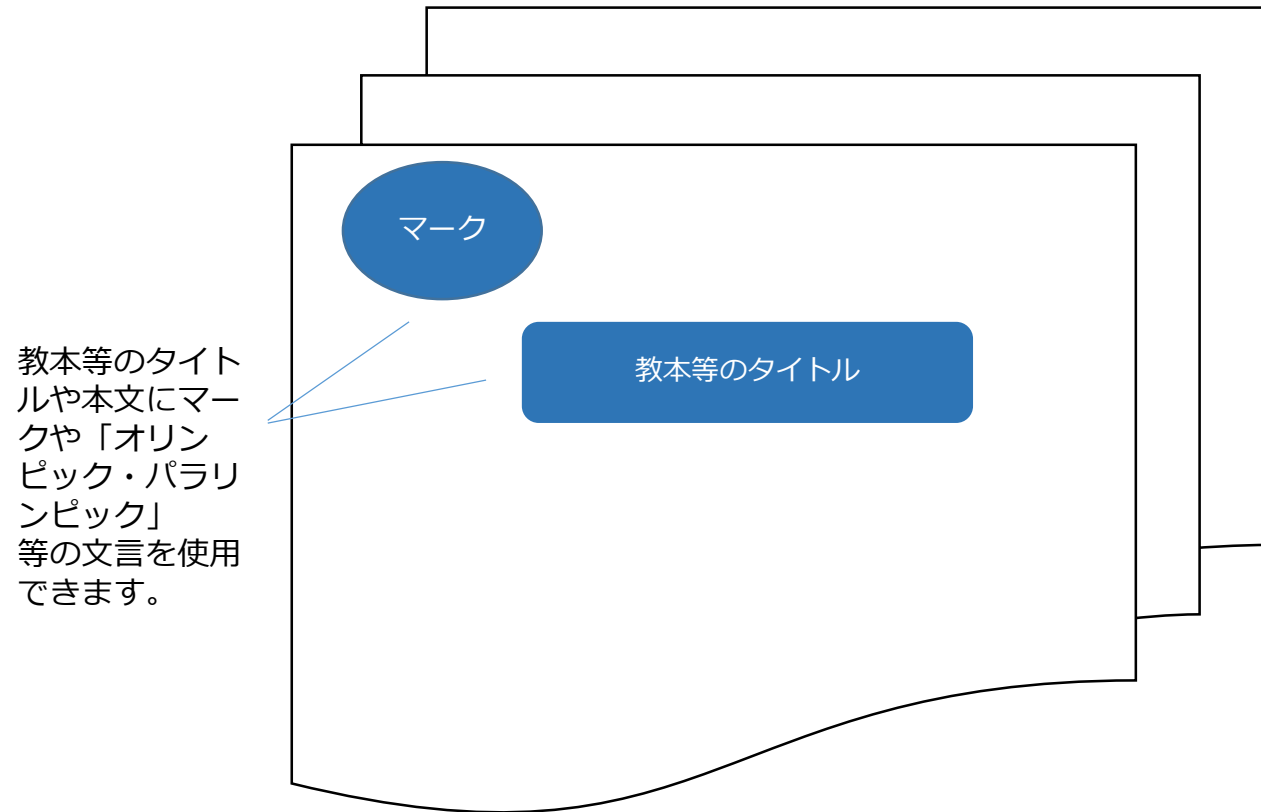 マーク
教本等のタイトル
教本等のタイト
ルや本文にマー
クや「オリン
ピック・パラリ
ンピック」
等の文言を使用
できます。